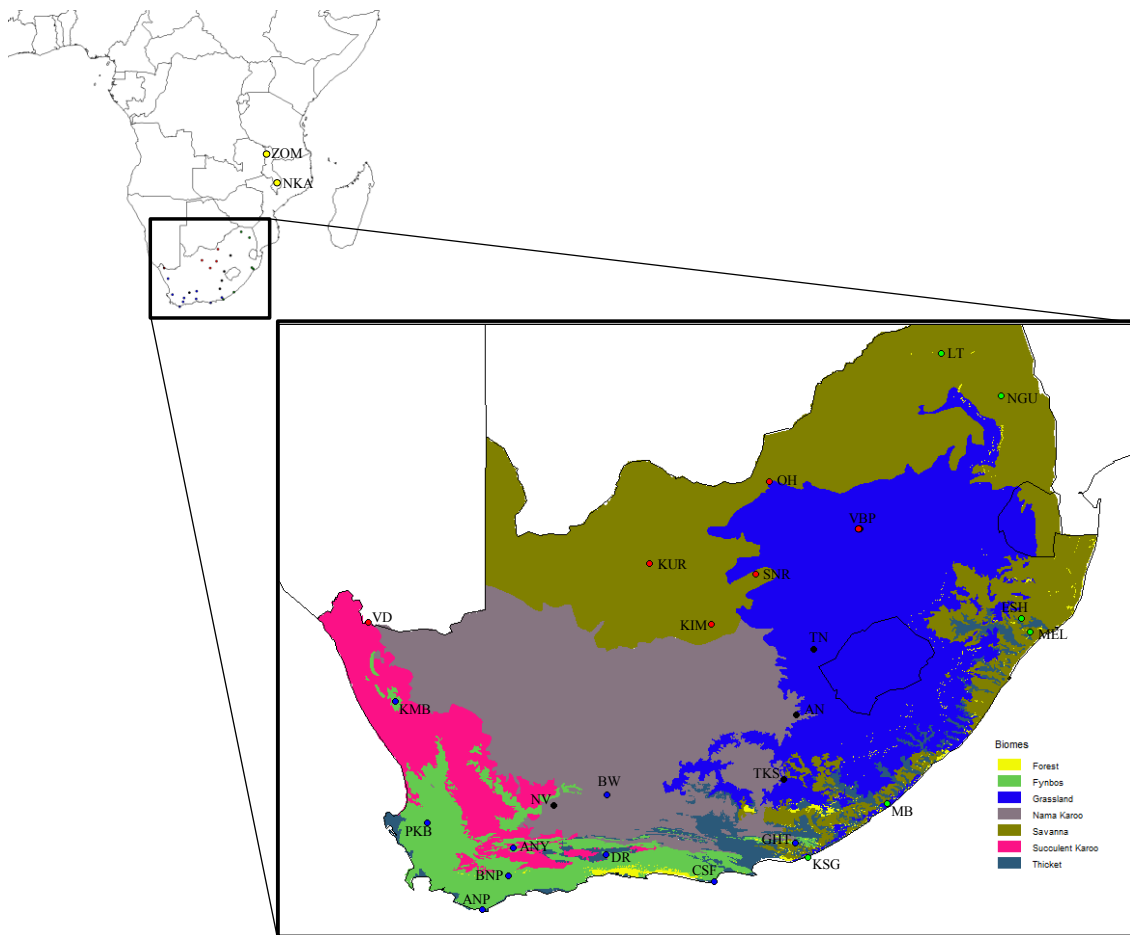 ZOM
NKA
LT
NGU
OH
VBP
KUR
SNR
ESH
VD
KIM
MEL
TN
KMB
AN
Biomes
Forest
TKS
Fynbos
BW
Grassland
NV
MB
Nama Karoo
PKB
Savanna
GHT
ANY
DR
Succulent Karoo
KSG
Thicket
BNP
CSF
ANP